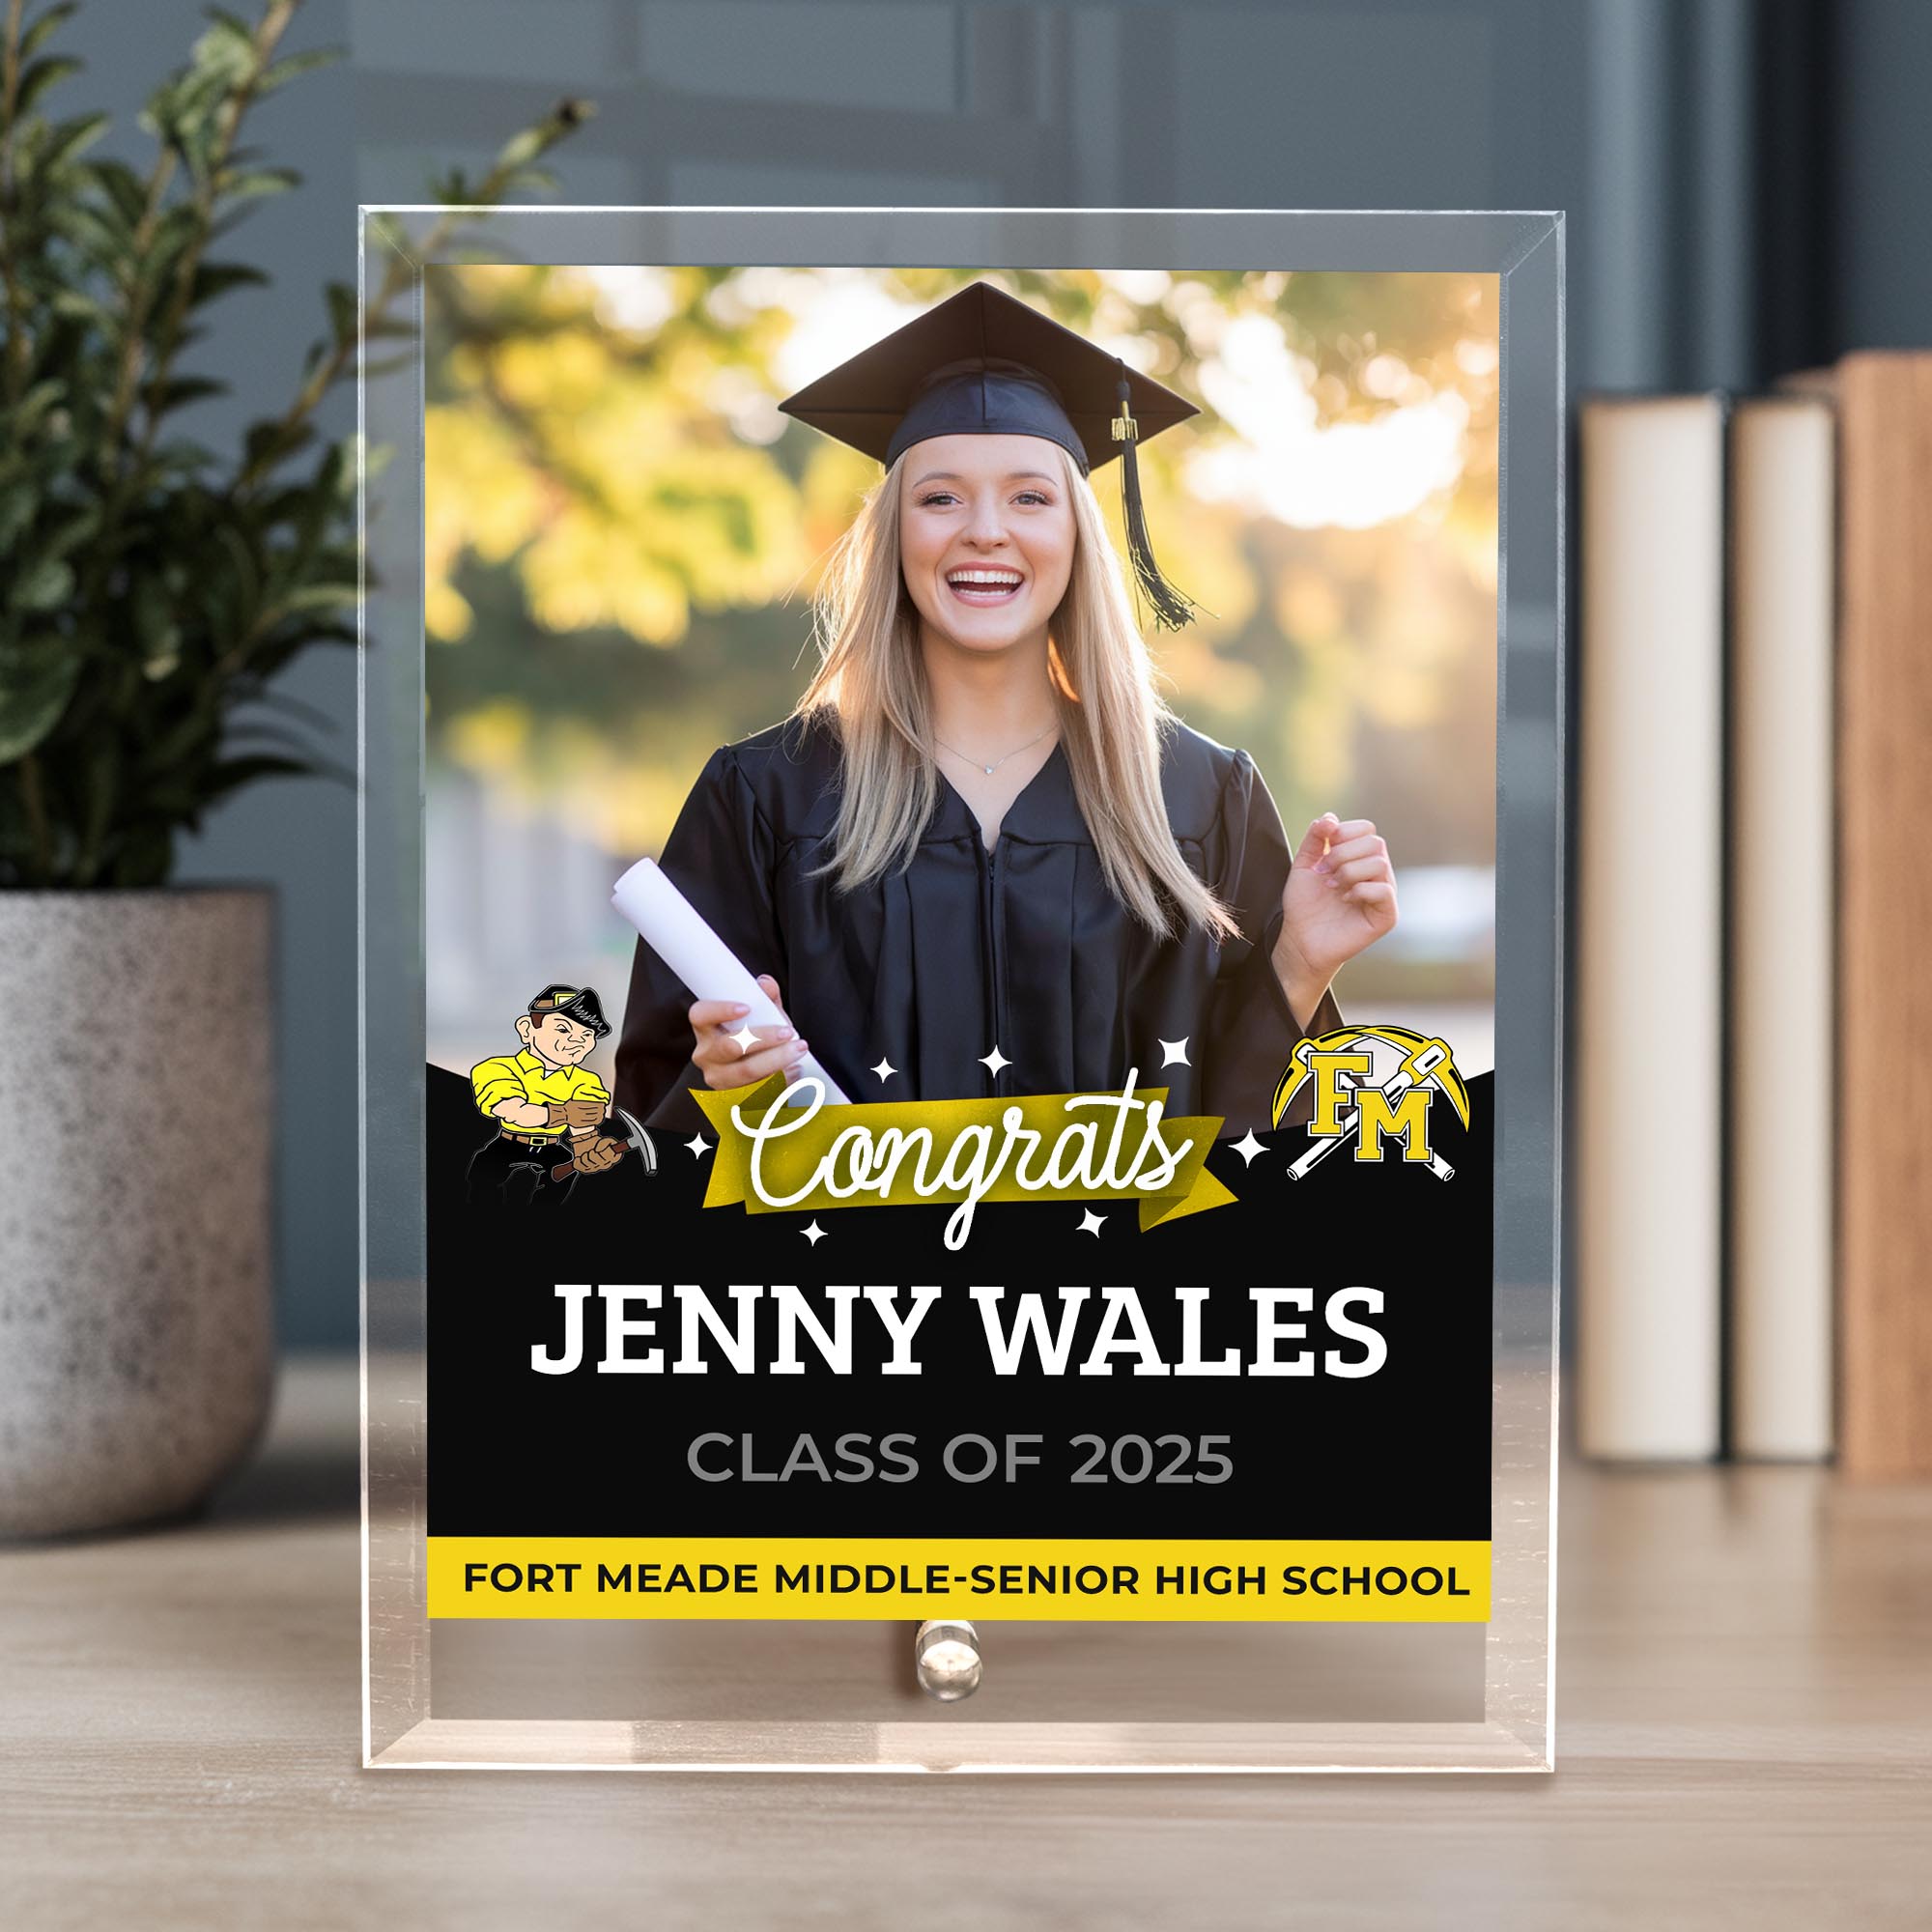 Congrats
FM
JENNY WALES
CLASS OF 2025
FORT MEADE MIDDLE-SENIOR HIGH SCHOOL